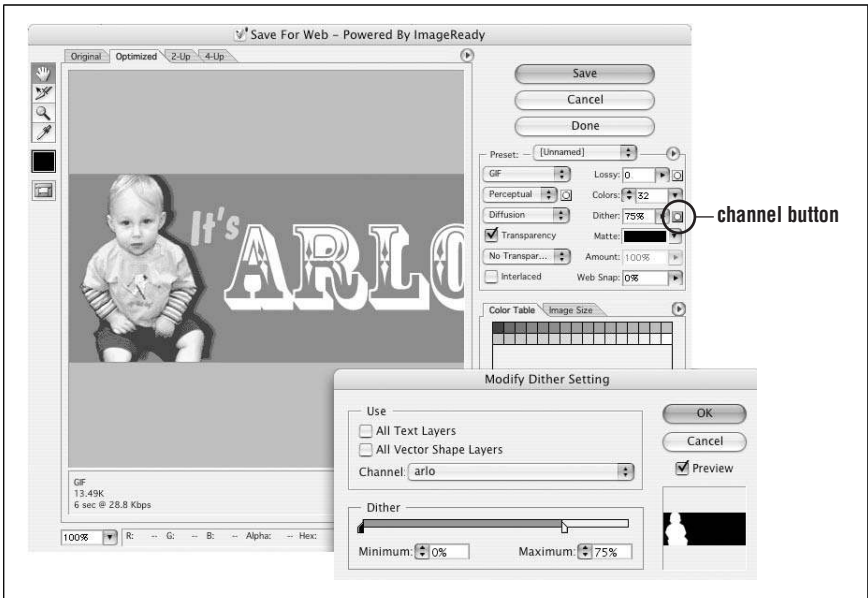 Save For Web – Powered By ImageReady
Original Optimized 2-Up 4-Up
Save
Cancel
Done
Preset: [Unnamed]
GIF Lossy: 0
Perceptual Colors: 32
Diffusion Dither: 75%
channel button
Transparency Matte:
No Transpar... Amount: 100%
Interlaced Web Snap: 0%
It's
ARLO
Color Table Image Size
Modify Dither Setting
Use
All Text Layers
All Vector Shape Layers
Channel: arlo
OK
Cancel
Preview
Dither
Minimum: 0% Maximum: 75%
GIF
13.49K
6 sec @ 28.8 Kbps
100% R: -- G: -- B: -- Alpha: -- Hex: